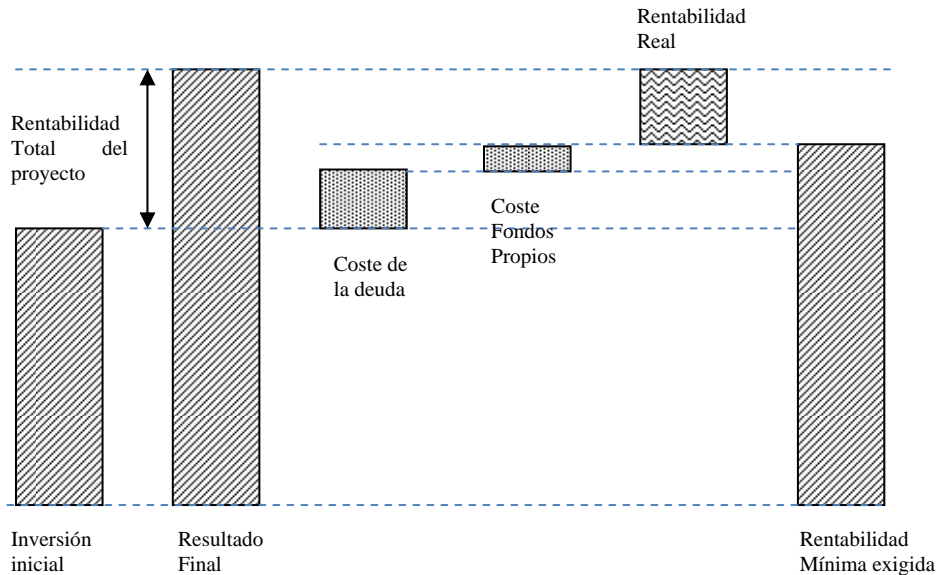 Rentabilidad
Real
Rentabilidad
Total del
proyecto
Coste
Fondos
Propios
Coste de
la deuda
Inversión
inicial
Resultado
Final
Rentabilidad
Mínima exigida